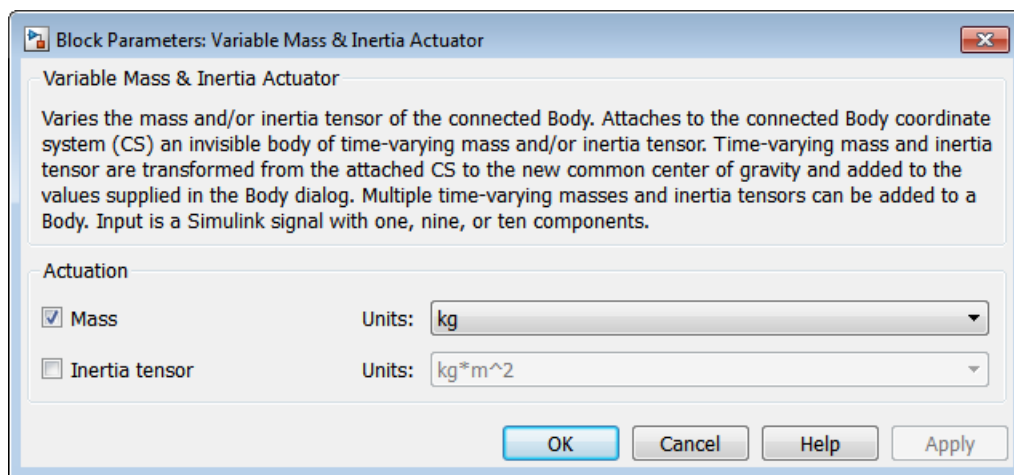 Block Parameters: Variable Mass & Inertia Actuator
Variable Mass & Inertia Actuator
Varies the mass and/or inertia tensor of the connected Body. Attaches to the connected Body coordinate
system (CS) an invisible body of time-varying mass and/or inertia tensor. Time-varying mass and inertia
tensor are transformed from the attached CS to the new common center of gravity and added to the
values supplied in the Body dialog. Multiple time-varying masses and inertia tensors can be added to a
Body. Input is a Simulink signal with one, nine, or ten components.
Actuation
Mass Units: kg
Inertia tensor Units: kg*m^2
OK Cancel Help Apply